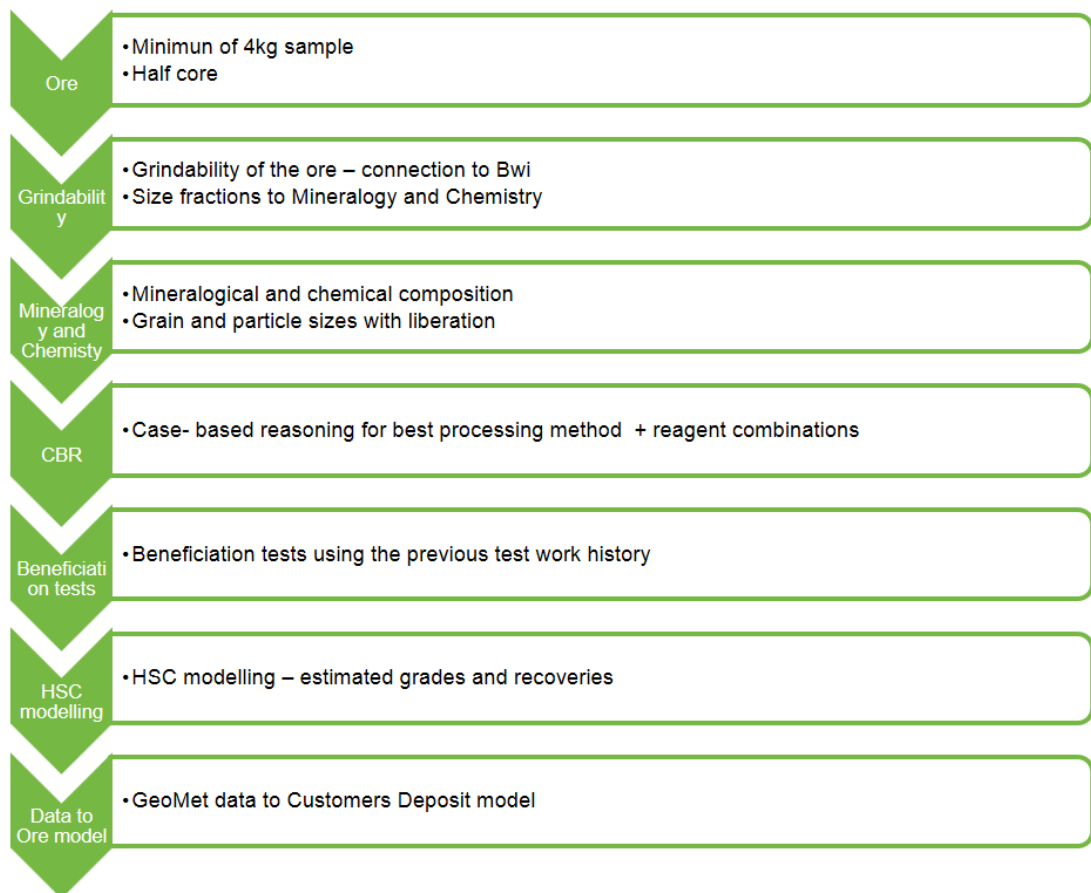 Ore
•Minimun of 4kg sample
•Half core
Grindabilit
y
•Grindability of the ore – connection to Bwi
•Size fractions to Mineralogy and Chemistry
Mineralog
y and
Chemisty
•Mineralogical and chemical composition
•Grain and particle sizes with liberation
CBR
•Case- based reasoning for best processing method + reagent combinations
Beneficiati
on tests
•Beneficiation tests using the previous test work history
HSC
modelling
•HSC modelling – estimated grades and recoveries
Data to
Ore model
•GeoMet data to Customers Deposit model